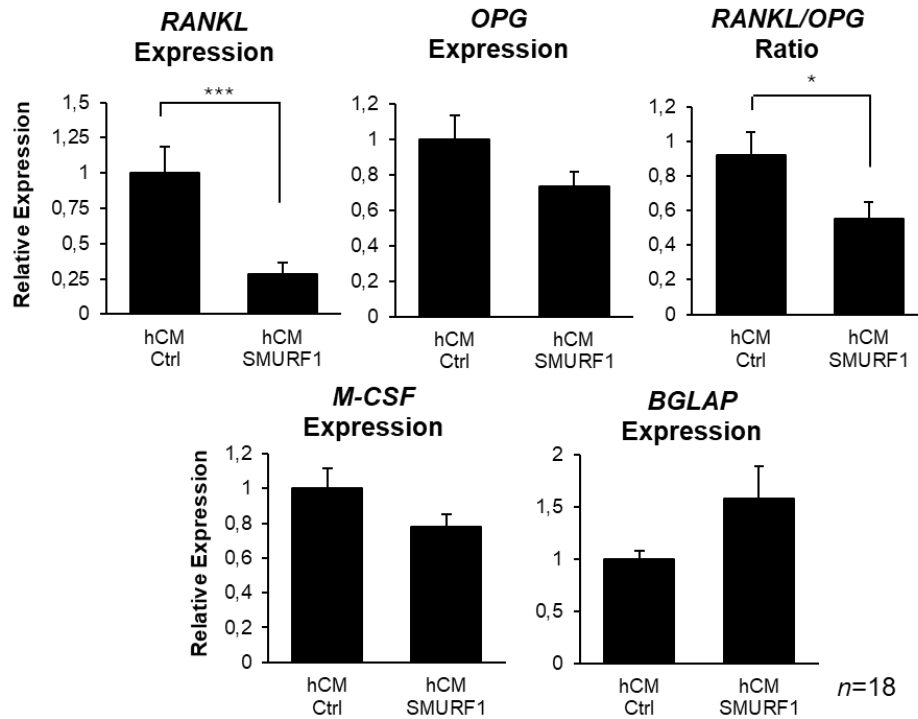 RANKL
Expression
OPG
Expression
RANKL/OPG
Ratio
Relative Expression
1,5
1,25
1
0,75
0,5
0,25
0
***
hCM
Ctrl
hCM
SMURF1
1,2
1
0,8
0,6
0,4
0,2
0
hCM
Ctrl
hCM
SMURF1
1,2
1
0,8
0,6
0,4
0,2
0
*
hCM
Ctrl
hCM
SMURF1
M-CSF
Expression
BGLAP
Expression
Relative Expression
1,2
1
0,8
0,6
0,4
0,2
0
hCM
Ctrl
hCM
SMURF1
2
1,5
1
0,5
0
hCM
Ctrl
hCM
SMURF1
n=18